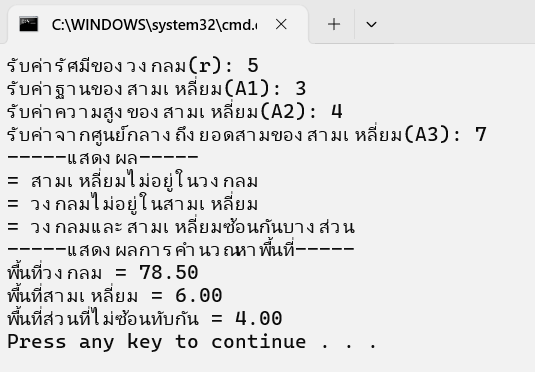 C:\WINDOWS\system32\cmd.
รับค่ารัศมีของวงกลม(r): 5
รับค่าฐานของสามเหลี่ยม(A1): 3
รับค่าความสูงของสามเหลี่ยม(A2): 4
รับค่าจากศูนย์กลางถึงยอดสามของสามเหลี่ยม(A3): 7
-----แสดงผล-----
= สามเหลี่ยมไม่อยู่ในวงกลม
= วงกลมไม่อยู่ในสามเหลี่ยม
= วงกลมและสามเหลี่ยมซ้อนกันบางส่วน
-----แสดงผลการคำนวณหาพื้นที่-----
พื้นที่วงกลม = 78.50
พื้นที่สามเหลี่ยม = 6.00
พื้นที่ส่วนที่ไม่ซ้อนทับกัน = 4.00
Press any key to continue . . .